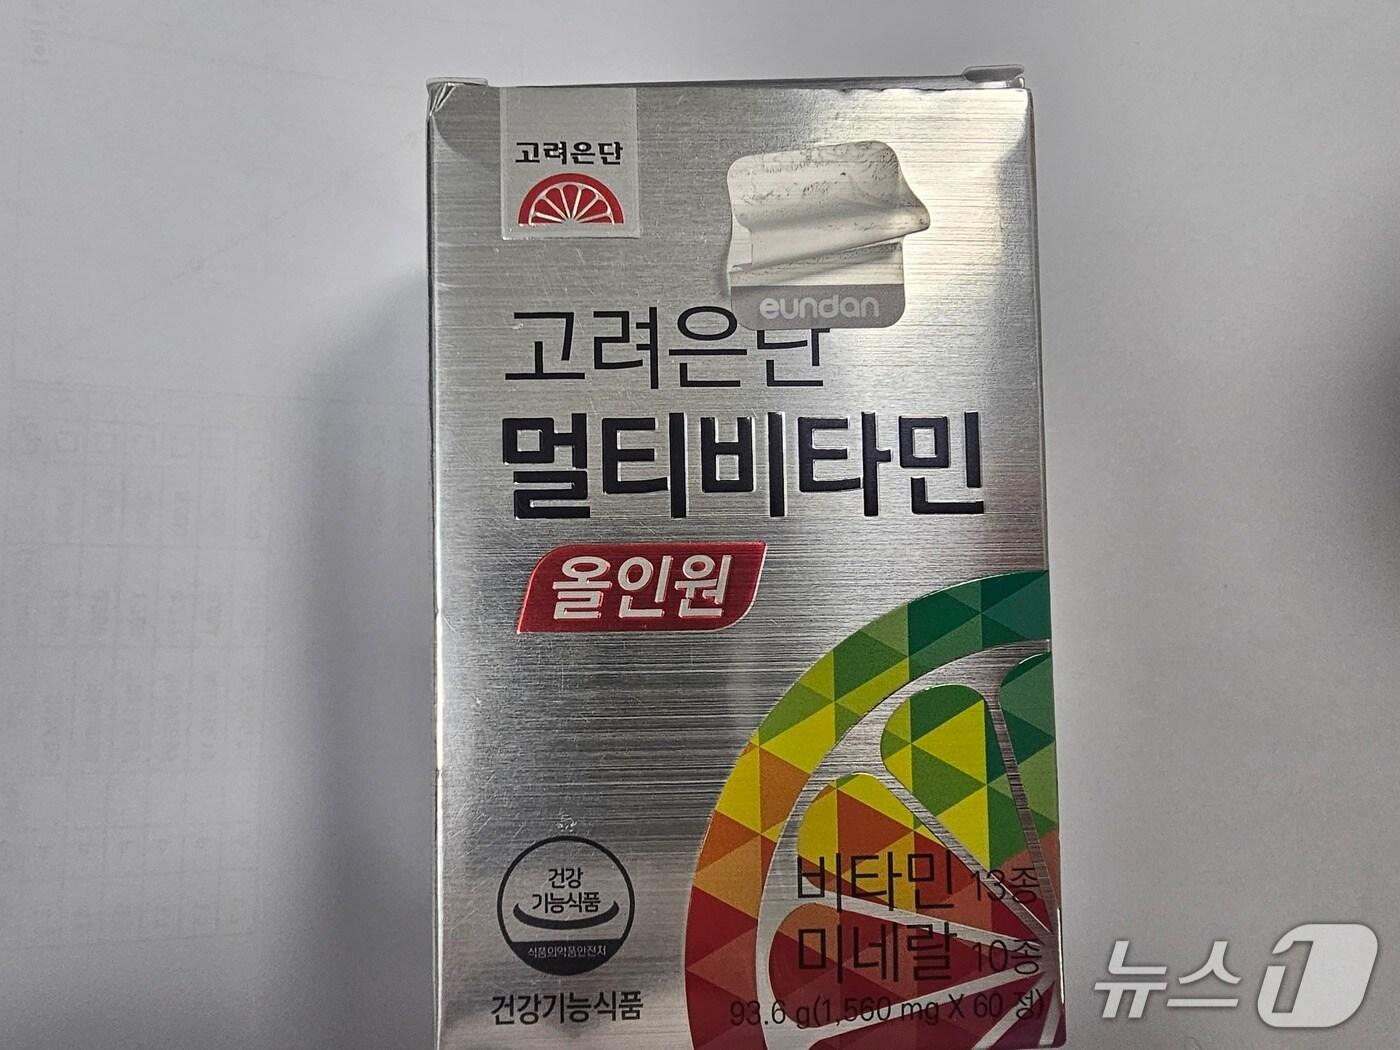 고려은단
eundan
고려은단
멀티비타민
올인원
건강
기능식품
식품의약품안전처
건강기능식품
비타민 13종
미네랄 10종
93.6 g(1,560 mg X 60 정)
뉴스1